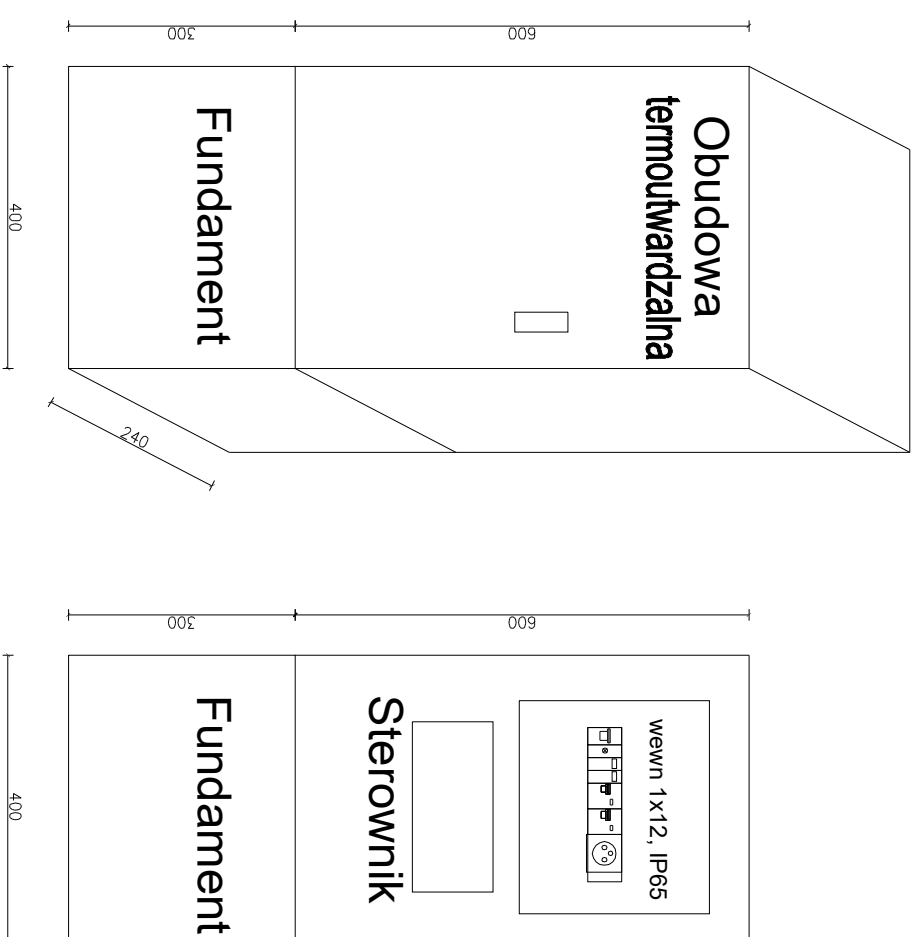 300
600
400
240
Obudowa
termoutwardzalna
Fundament
300
600
400
wewn 1x12, IP65
Sterownik
Fundament